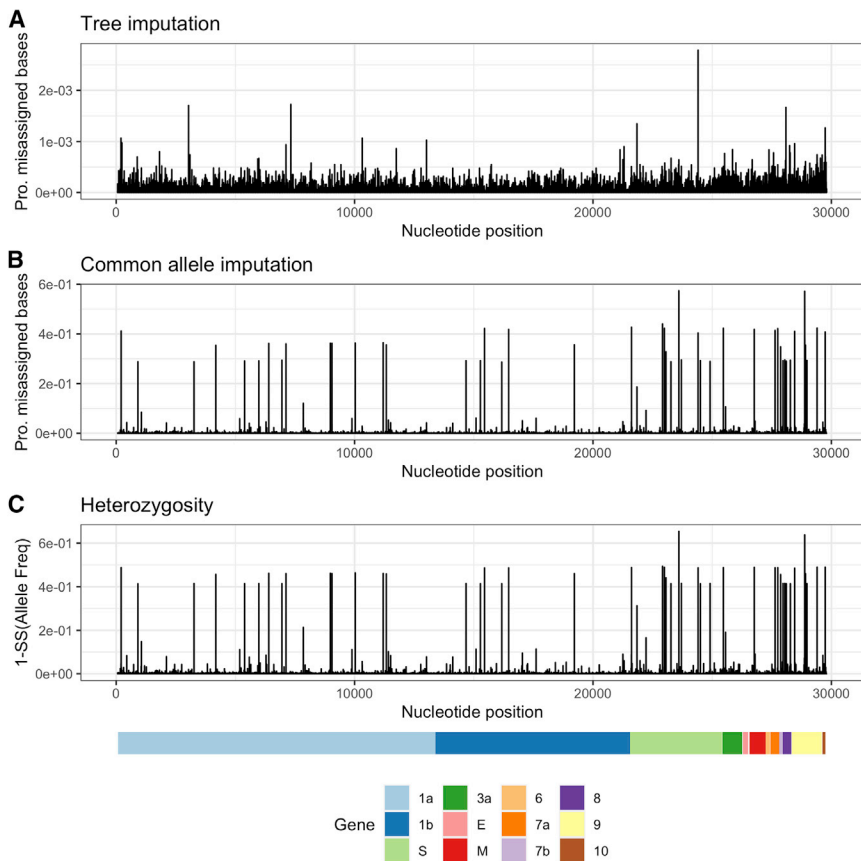 A
Tree imputation
Pro. misassigned bases
2e-03
1e-03
0e+00
0 10000 20000 30000
Nucleotide position
B
Common allele imputation
Pro. misassigned bases
6e-01
4e-01
2e-01
0e+00
0 10000 20000 30000
Nucleotide position
C
Heterozygosity
1-SS(Allele Freq)
6e-01
4e-01
2e-01
0e+00
0 10000 20000 30000
Nucleotide position
Gene
1a 3a 6 8
1b E 7a 9
S M 7b 10